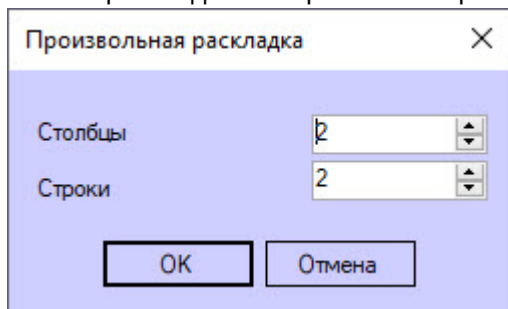 Произвольная раскладка
Столбцы 2
Строки 2
OK Отмена